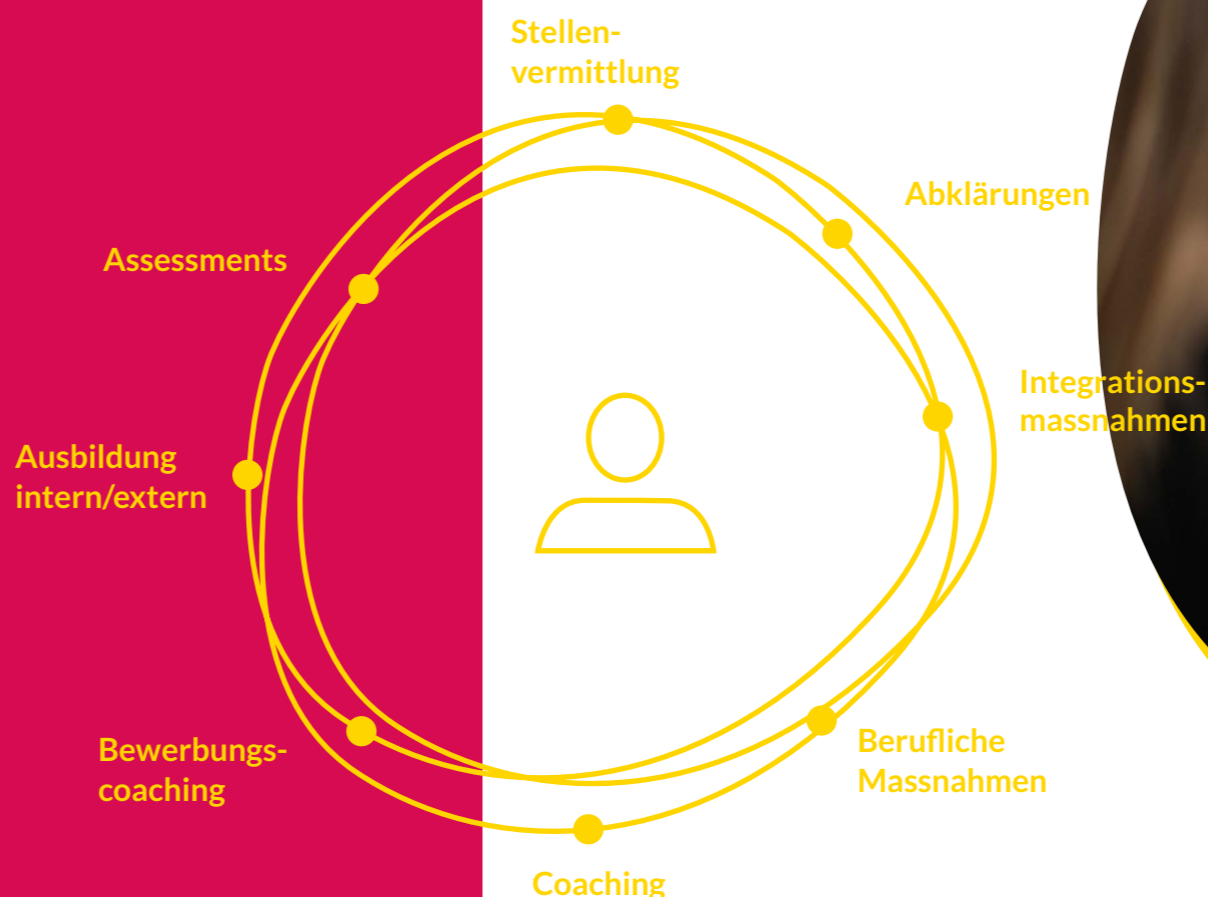 Stellen-
vermittlung
Abklärungen
Assessments
Integrations-
massnahmen
Ausbildung
intern/extern
Berufliche
Massnahmen
Bewerbungs-
coaching
Coaching